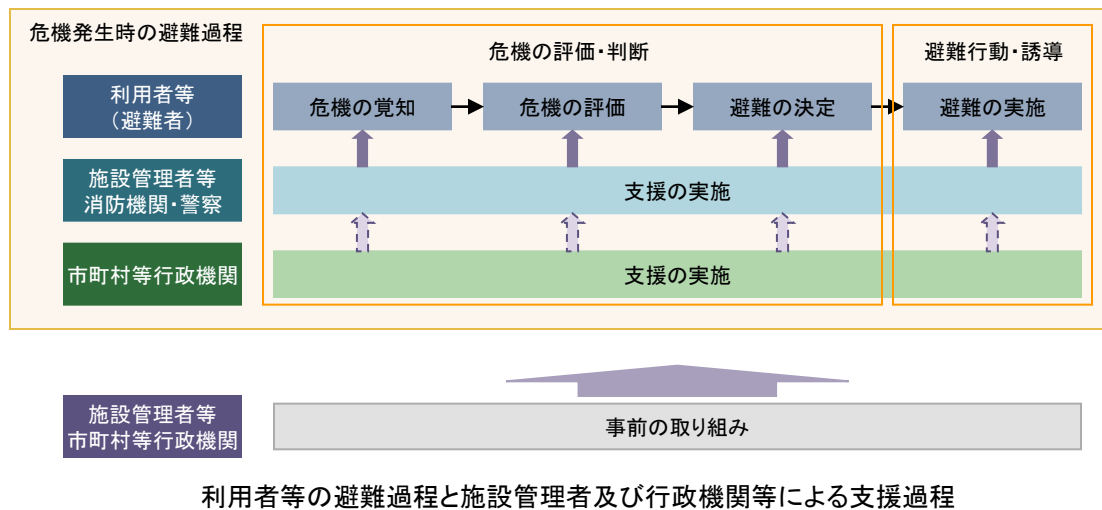 危機発生時の避難過程
危機の評価・判断
避難行動・誘導
利用者等
（避難者）
危機の覚知
危機の評価
避難の決定
避難の実施
施設管理者等
消防機関・警察
支援の実施
市町村等行政機関
支援の実施
施設管理者等
市町村等行政機関
事前の取り組み
利用者等の避難過程と施設管理者及び行政機関等による支援過程